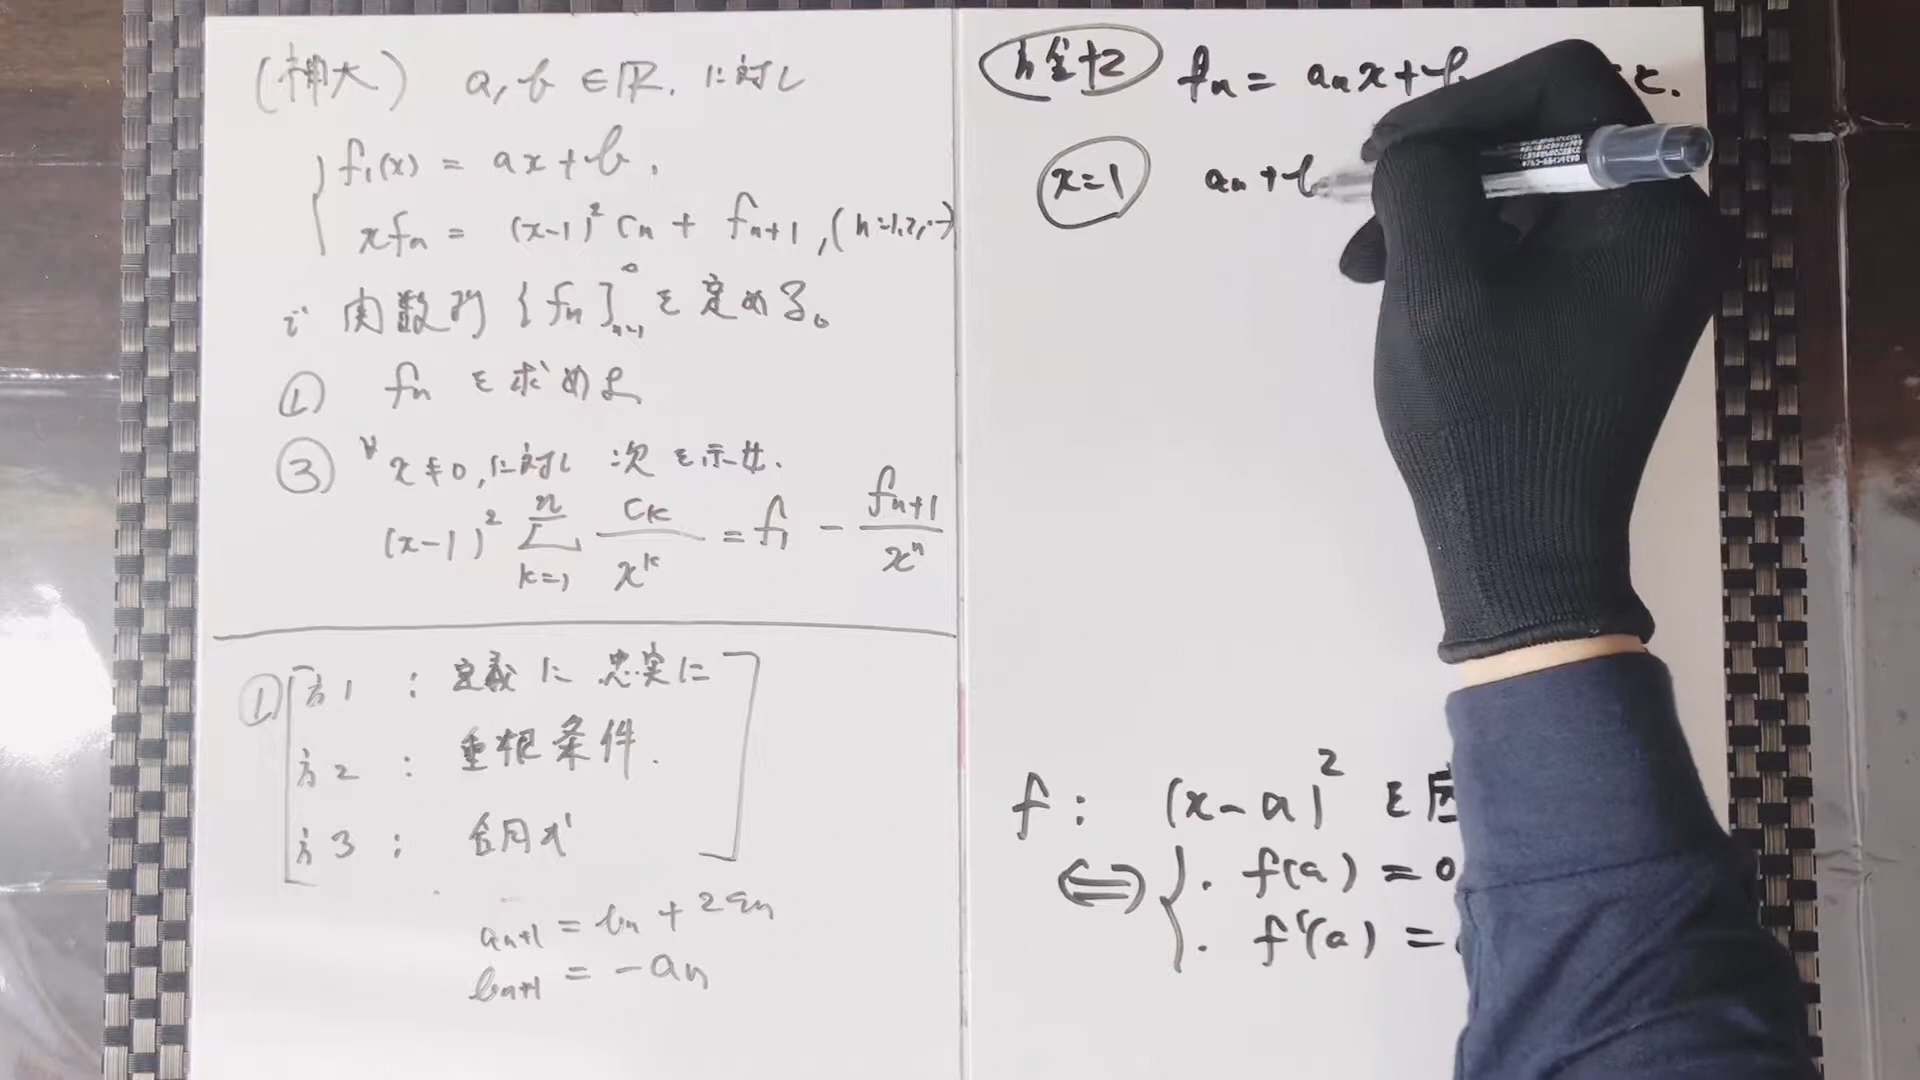 (神大) a, b ∈ ℝ, に対し
f₁(x) = ax + b,
xfₙ = (x-1)² cₙ + fₙ₊₁, (n=1,2,…)
で 関数列 {fₙ}ₙ₌₁^∞ を定める。
① fₙ を求めよ
③ ∀x≠0, に対し 次を示せ.
(x-1)² Σₖ₌₁ⁿ cₖ/xᵏ = f₁ - fₙ₊₁/xⁿ
① 方1 : 定義に 忠実に
方2 : 重根条件.
方3 : 合同式
aₙ₊₁ = bₙ + 2aₙ
bₙ₊₁ = -aₙ
方針2 fₙ = aₙx + b
と.
x=1 aₙ + b
f : (x-a)² を因
⇔ { · f(a) = 0
· f'(a) =